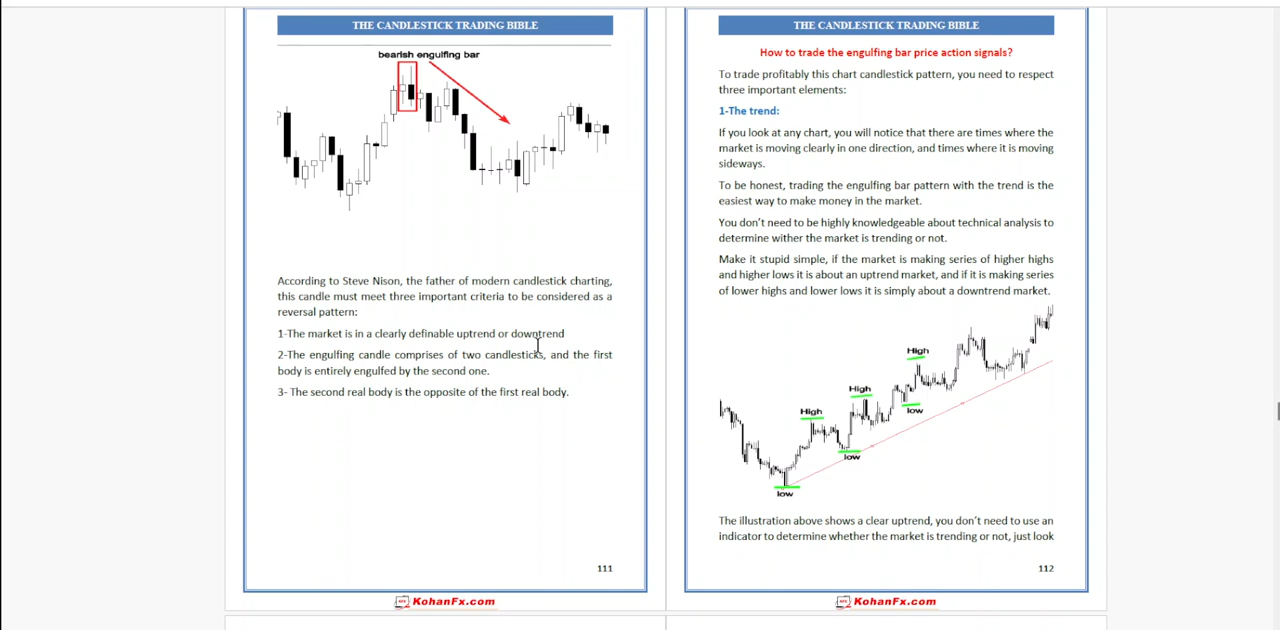 THE CANDLESTICK TRADING BIBLE
bearish engulfing bar
According to Steve Nison, the father of modern candlestick charting,
this candle must meet three important criteria to be considered as a
reversal pattern:
1-The market is in a clearly definable uptrend or downtrend
2-The engulfing candle comprises of two candlesticks, and the first
body is entirely engulfed by the second one.
3- The second real body is the opposite of the first real body.
111
KohanFx.com
THE CANDLESTICK TRADING BIBLE
How to trade the engulfing bar price action signals?
To trade profitably this chart candlestick pattern, you need to respect
three important elements:
1-The trend:
If you look at any chart, you will notice that there are times where the
market is moving clearly in one direction, and times where it is moving
sideways.
To be honest, trading the engulfing bar pattern with the trend is the
easiest way to make money in the market.
You don't need to be highly knowledgeable about technical analysis to
determine wither the market is trending or not.
Make it stupid simple, if the market is making series of higher highs
and higher lows it is about an uptrend market, and if it is making series
of lower highs and lower lows it is simply about a downtrend market.
High
High
High
low
low
low
The illustration above shows a clear uptrend, you don't need to use an
indicator to determine whether the market is trending or not, just look
112
KohanFx.com